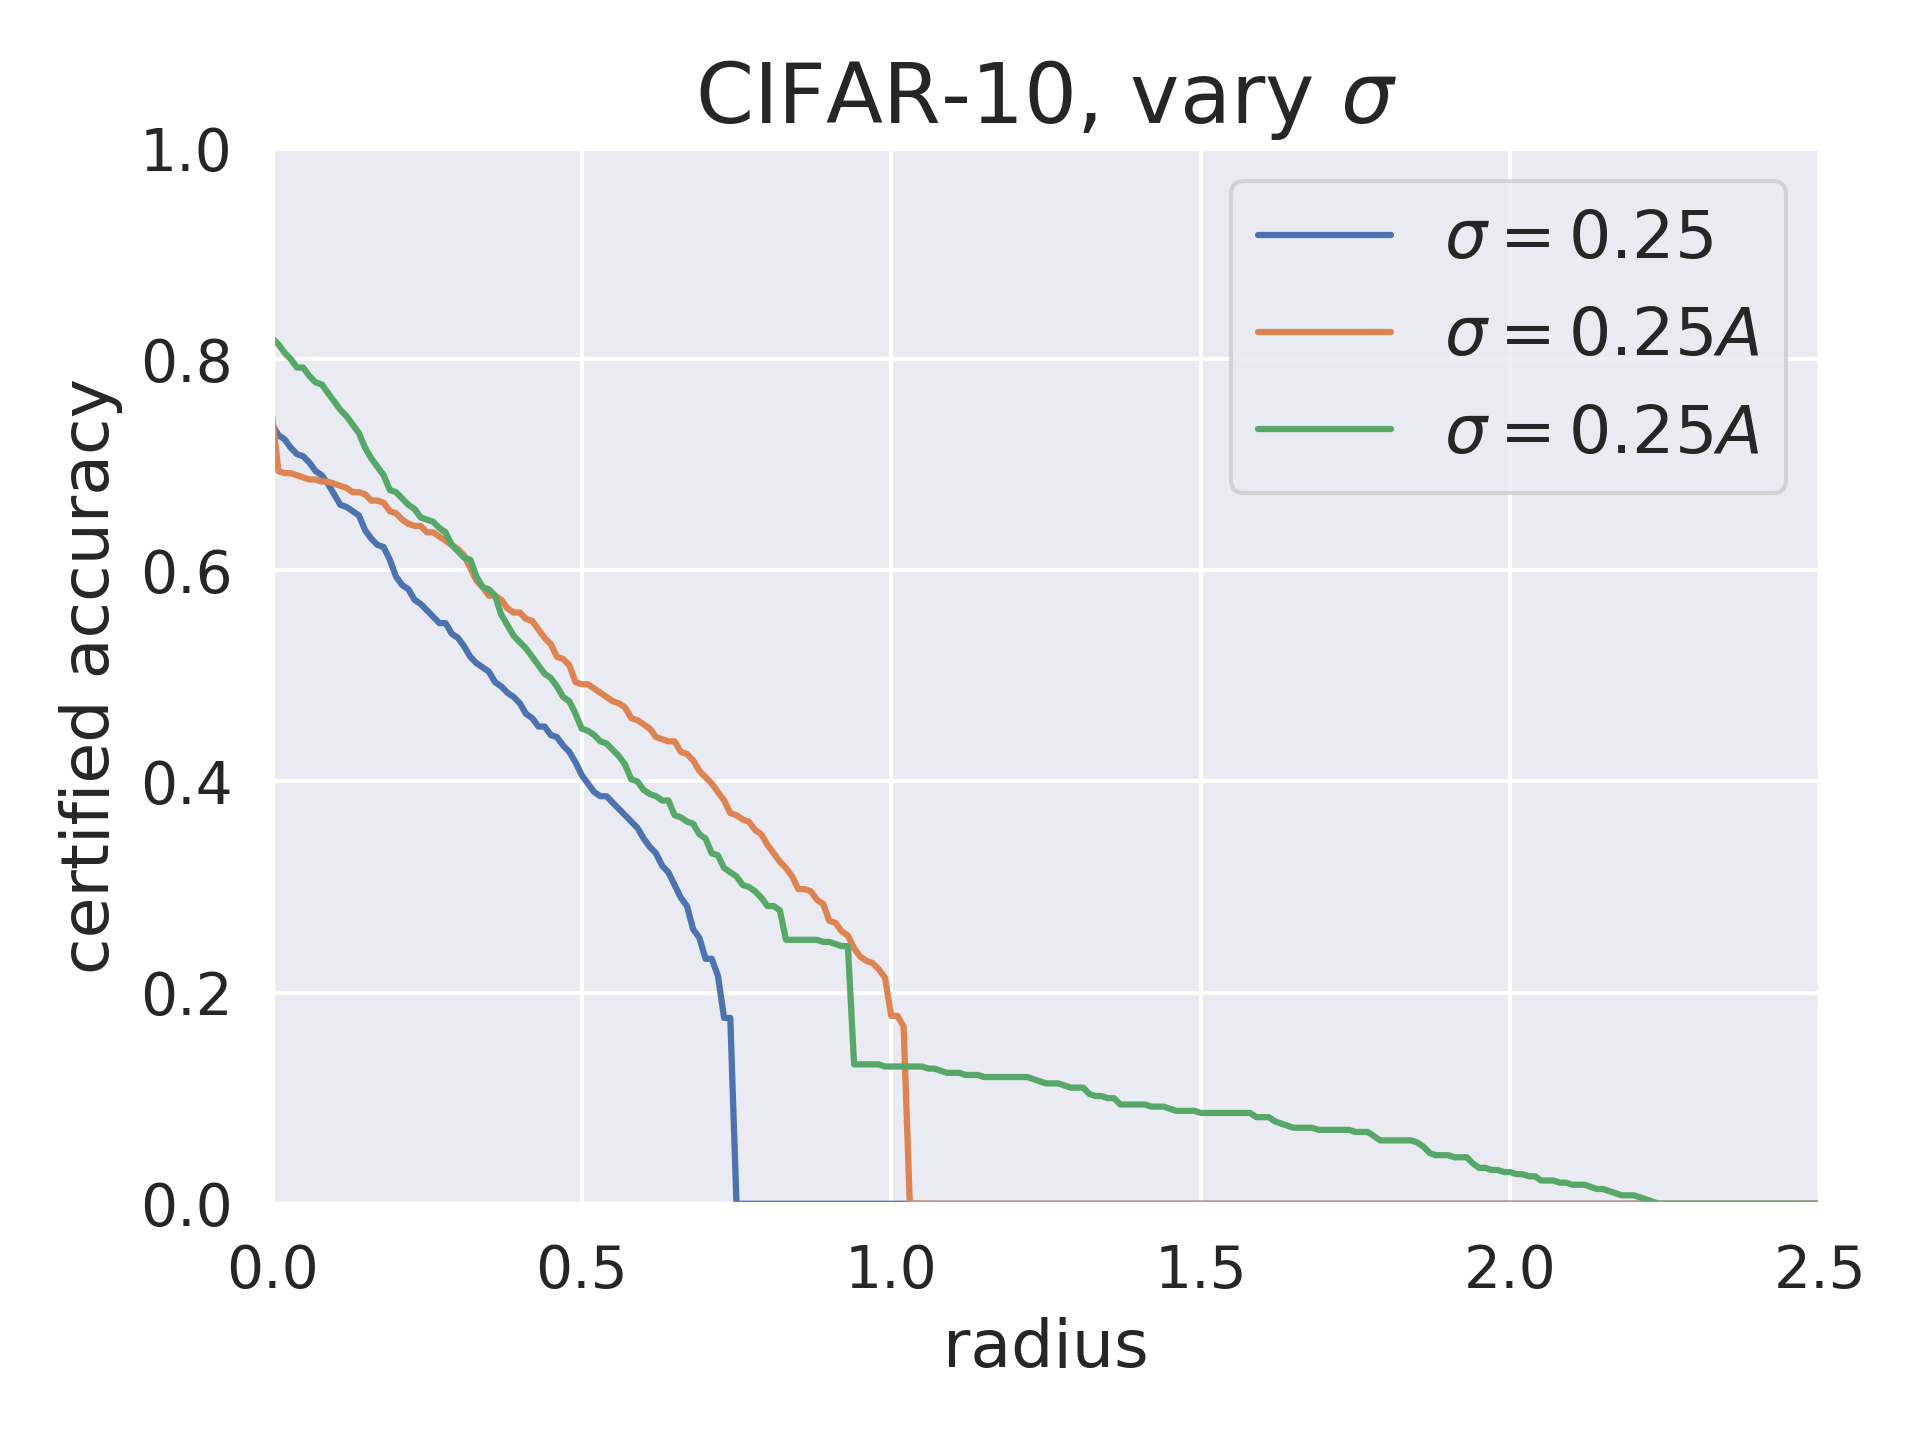 CIFAR-10, vary σ
1.0
0.8
0.6
0.4
0.2
0.0
certified accuracy
σ = 0.25
σ = 0.25A
σ = 0.25A
0.0 0.5 1.0 1.5 2.0 2.5
radius